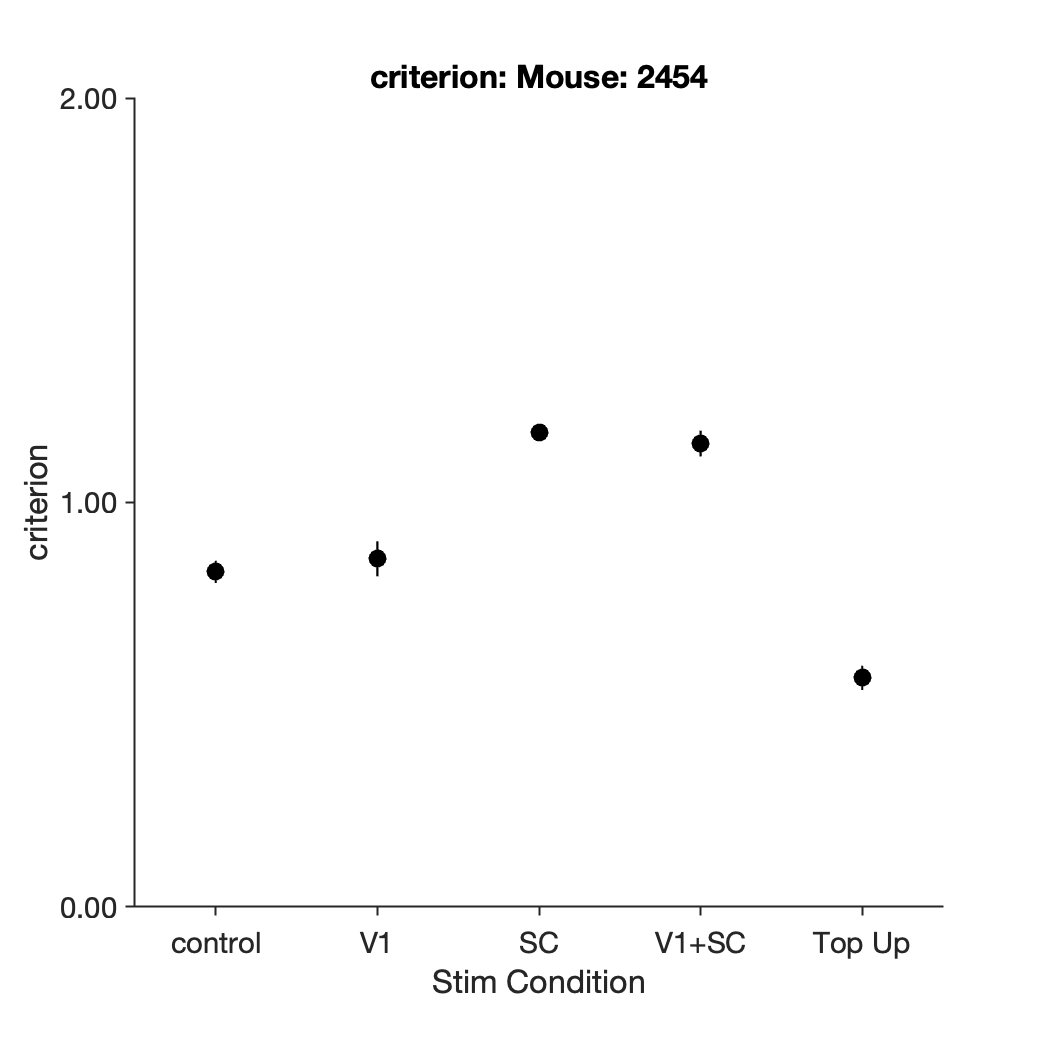 criterion: Mouse: 2454
2.00
1.00
0.00
criterion
control V1 SC V1+SC Top Up
Stim Condition